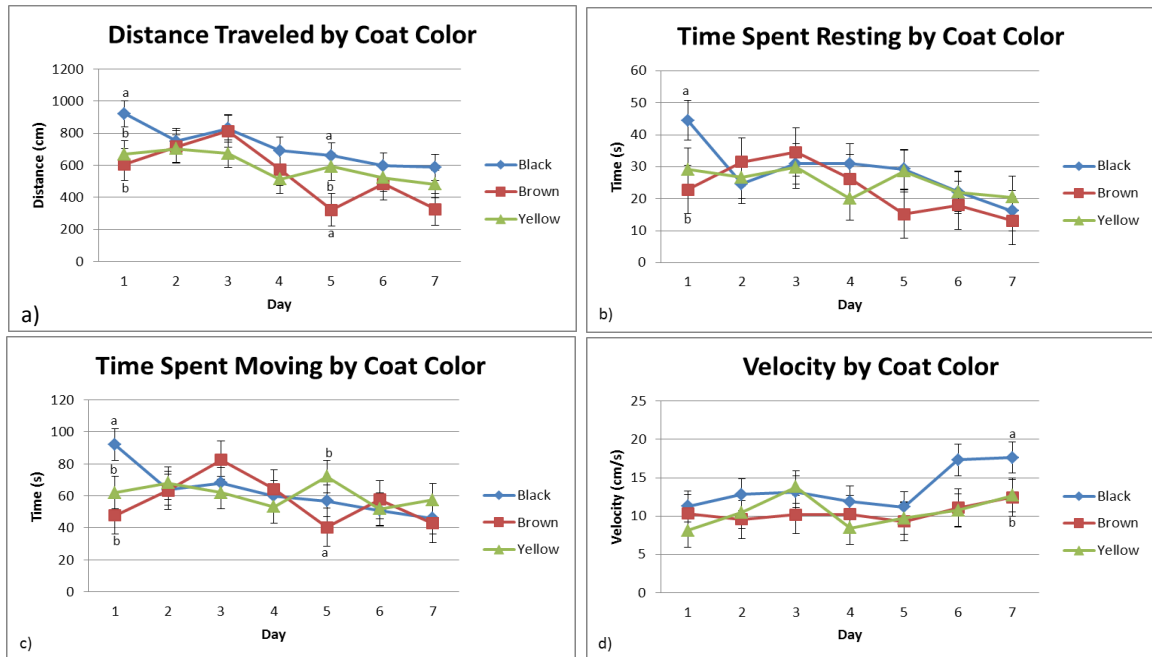 Distance Traveled by Coat Color
1200
1000
800
600
400
200
0
Distance (cm)
a
b
b
a
b
a
1 2 3 4 5 6 7
Day
Black
Brown
Yellow
a)
Time Spent Resting by Coat Color
60
50
40
30
20
10
0
Time (s)
a
b
1 2 3 4 5 6 7
Day
Black
Brown
Yellow
b)
Time Spent Moving by Coat Color
120
100
80
60
40
20
0
Time (s)
a
b
b
b
a
1 2 3 4 5 6 7
Day
Black
Brown
Yellow
c)
Velocity by Coat Color
25
20
15
10
5
0
Velocity (cm/s)
a
b
1 2 3 4 5 6 7
Day
Black
Brown
Yellow
d)